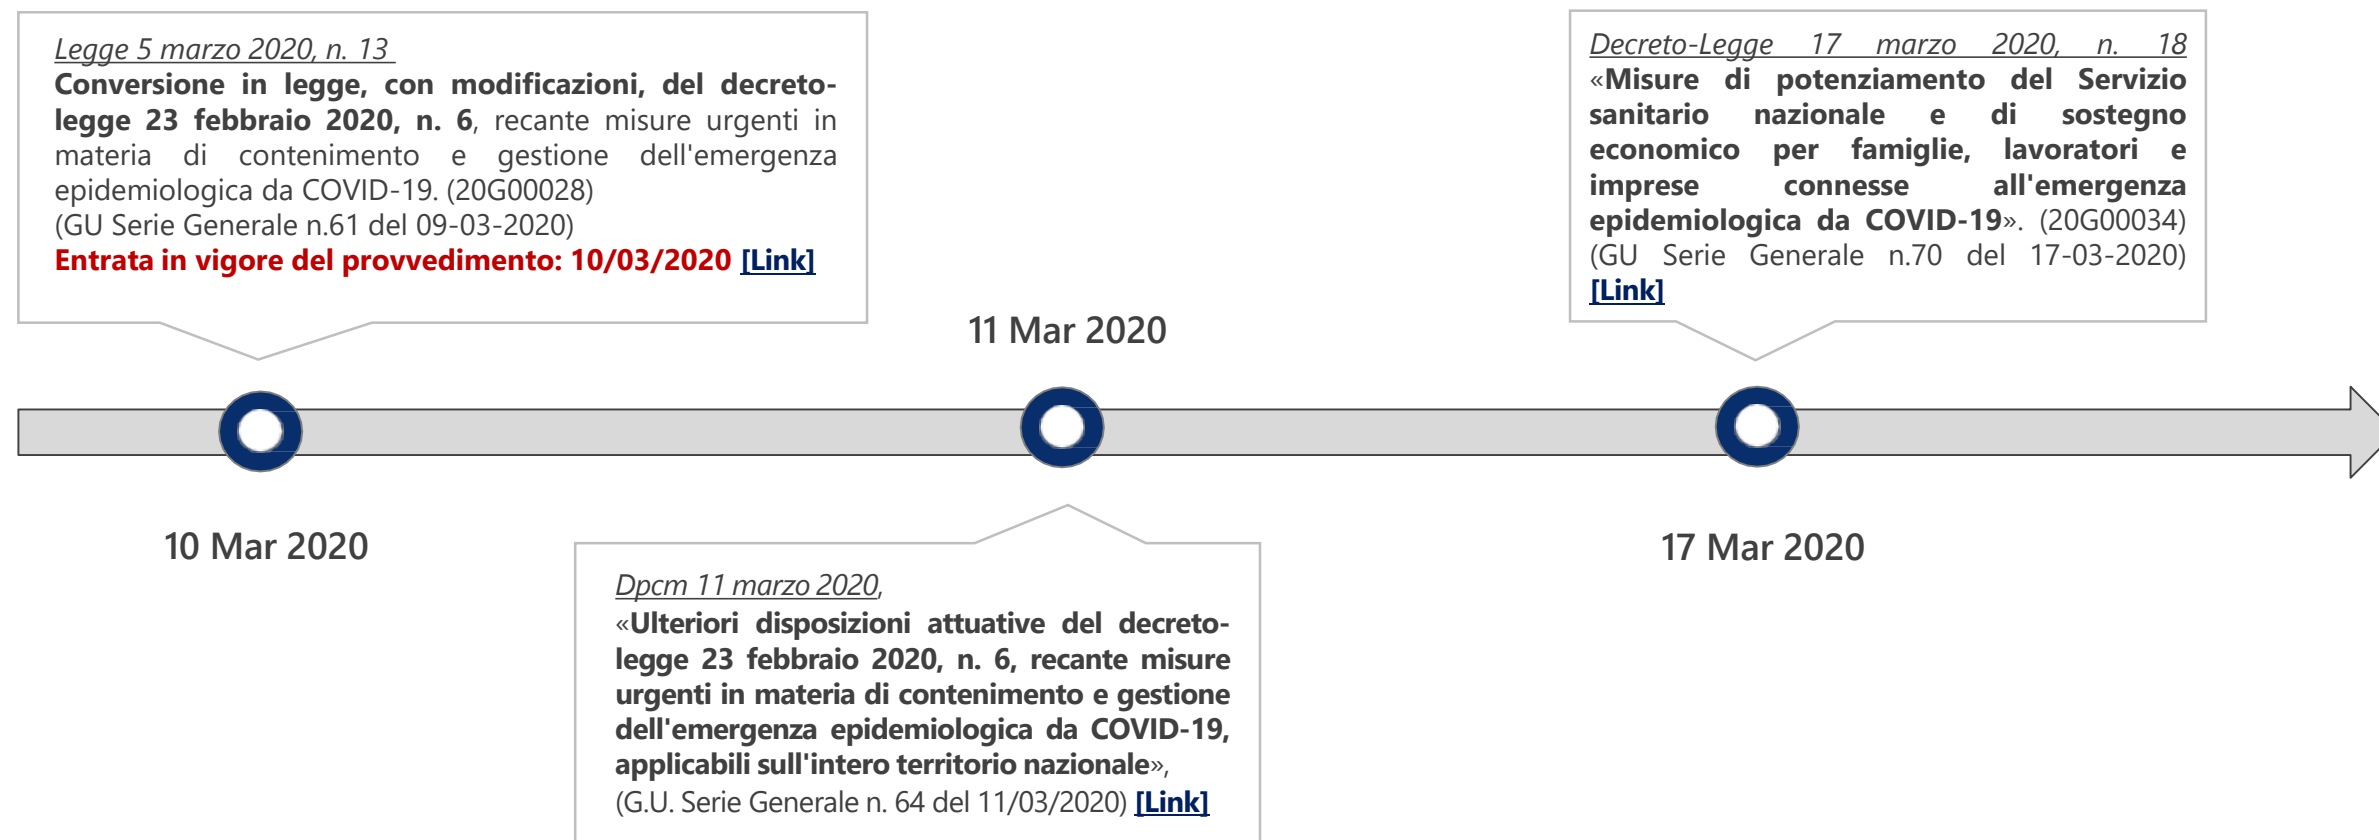 Legge 5 marzo 2020, n. 13
Conversione in legge, con modificazioni, del decreto-
legge 23 febbraio 2020, n. 6, recante misure urgenti in
materia di contenimento e gestione dell'emergenza
epidemiologica da COVID-19. (20G00028)
(GU Serie Generale n.61 del 09-03-2020)
Entrata in vigore del provvedimento: 10/03/2020 [Link]
10 Mar 2020
11 Mar 2020
Dpcm 11 marzo 2020,
«Ulteriori disposizioni attuative del decreto-
legge 23 febbraio 2020, n. 6, recante misure
urgenti in materia di contenimento e gestione
dell'emergenza epidemiologica da COVID-19,
applicabili sull'intero territorio nazionale»,
(G.U. Serie Generale n. 64 del 11/03/2020) [Link]
Decreto-Legge 17 marzo 2020, n. 18
«Misure di potenziamento del Servizio
sanitario nazionale e di sostegno
economico per famiglie, lavoratori e
imprese connesse all'emergenza
epidemiologica da COVID-19». (20G00034)
(GU Serie Generale n.70 del 17-03-2020)
[Link]
17 Mar 2020